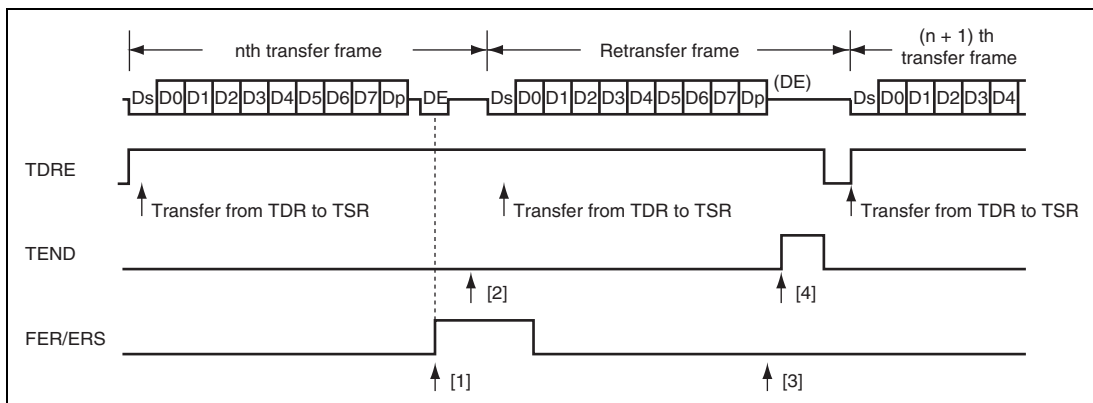 nth transfer frame
Retransfer frame
(n + 1) th
transfer frame
Ds D0 D1 D2 D3 D4 D5 D6 D7 Dp DE
Ds D0 D1 D2 D3 D4 D5 D6 D7 Dp (DE)
Ds D0 D1 D2 D3 D4
TDRE
Transfer from TDR to TSR
Transfer from TDR to TSR
Transfer from TDR to TSR
TEND
[2]
[4]
FER/ERS
[1]
[3]